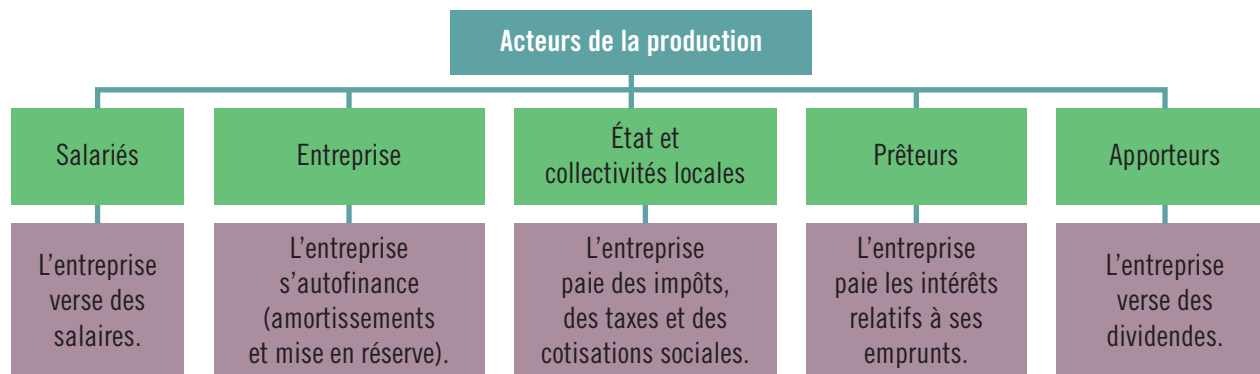 Acteurs de la production
Salariés
Entreprise
État et
collectivités locales
Prêteurs
Apporteurs
L’entreprise
verse des
salaires.
L’entreprise
s’autofinance
(amortissements
et mise en réserve).
L’entreprise
paie des impôts,
des taxes et des
cotisations sociales.
L’entreprise
paie les intérêts
relatifs à ses
emprunts.
L’entreprise
verse des
dividendes.